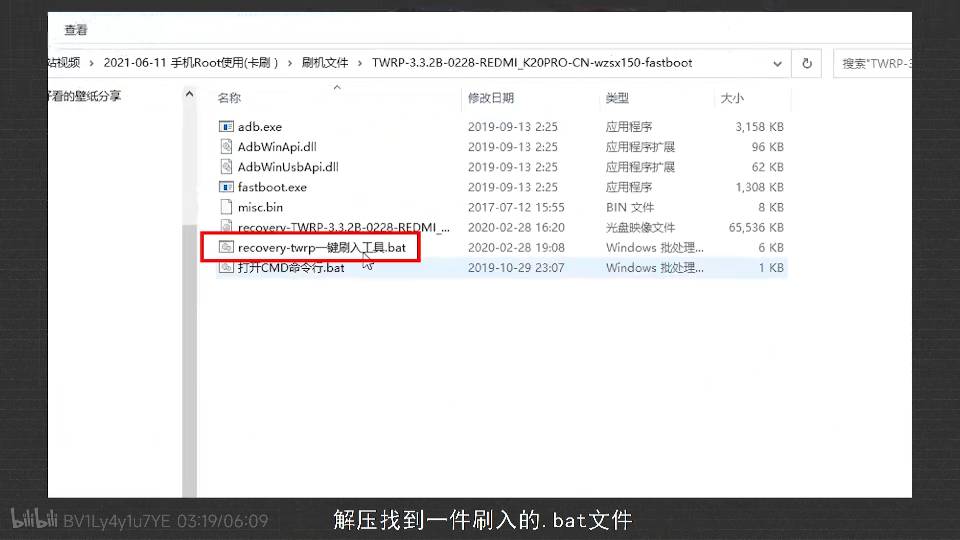 查看
站视频 › 2021-06-11 手机Root使用(卡刷 ) › 刷机文件 › TWRP-3.3.2B-0228-REDMI_K20PRO-CN-wzsx150-fastboot 搜索"TWRP-3
好看的壁纸分享
名称 修改日期 类型 大小
adb.exe 2019-09-13 2:25 应用程序 3,158 KB
AdbWinApi.dll 2019-09-13 2:25 应用程序扩展 96 KB
AdbWinUsbApi.dll 2019-09-13 2:25 应用程序扩展 62 KB
fastboot.exe 2019-09-13 2:25 应用程序 1,308 KB
misc.bin 2017-07-12 15:55 BIN 文件 8 KB
recovery-TWRP-3.3.2B-0228-REDMI_... 2020-02-28 16:20 光盘映像文件 65,536 KB
recovery-twrp一键刷入工具.bat 2020-02-28 19:08 Windows 批处理... 6 KB
打开CMD命令行.bat 2019-10-29 23:07 Windows 批处理... 1 KB
bilibili BV1Ly4y1u7YE 03:19/06:09
解压找到一件刷入的.bat文件